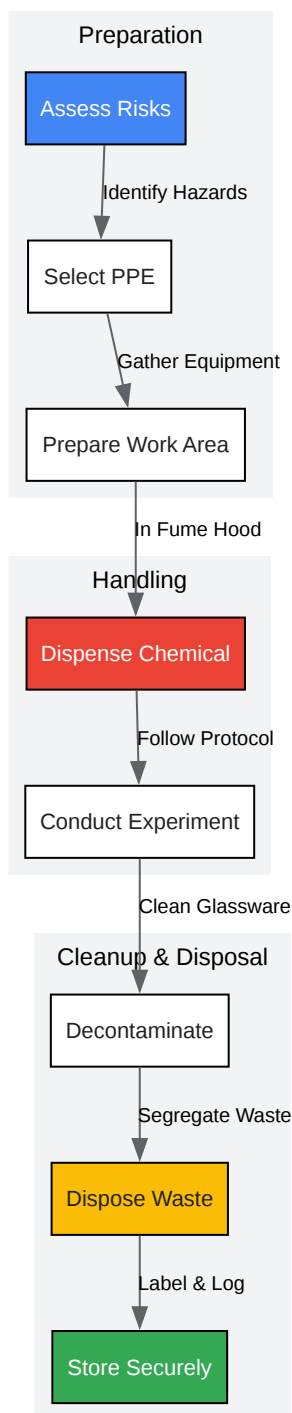 Preparation
Assess Risks
Identify Hazards
Select PPE
Gather Equipment
Prepare Work Area
In Fume Hood
Handling
Dispense Chemical
Follow Protocol
Conduct Experiment
Clean Glassware
Cleanup & Disposal
Decontaminate
Segregate Waste
Dispose Waste
Label & Log
Store Securely